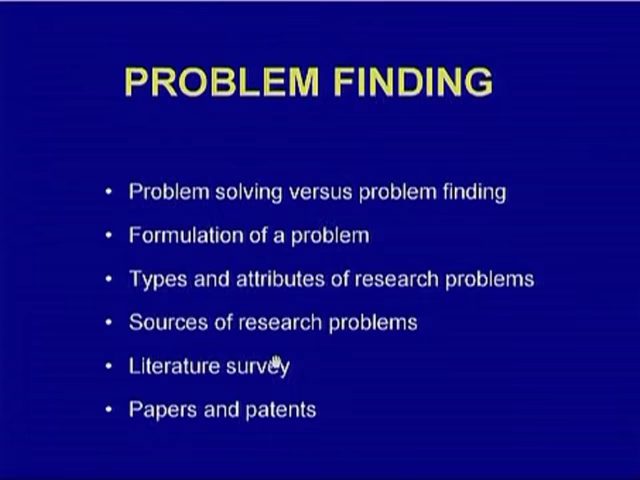 PROBLEM FINDING
• Problem solving versus problem finding
• Formulation of a problem
• Types and attributes of research problems
• Sources of research problems
• Literature survey
• Papers and patents